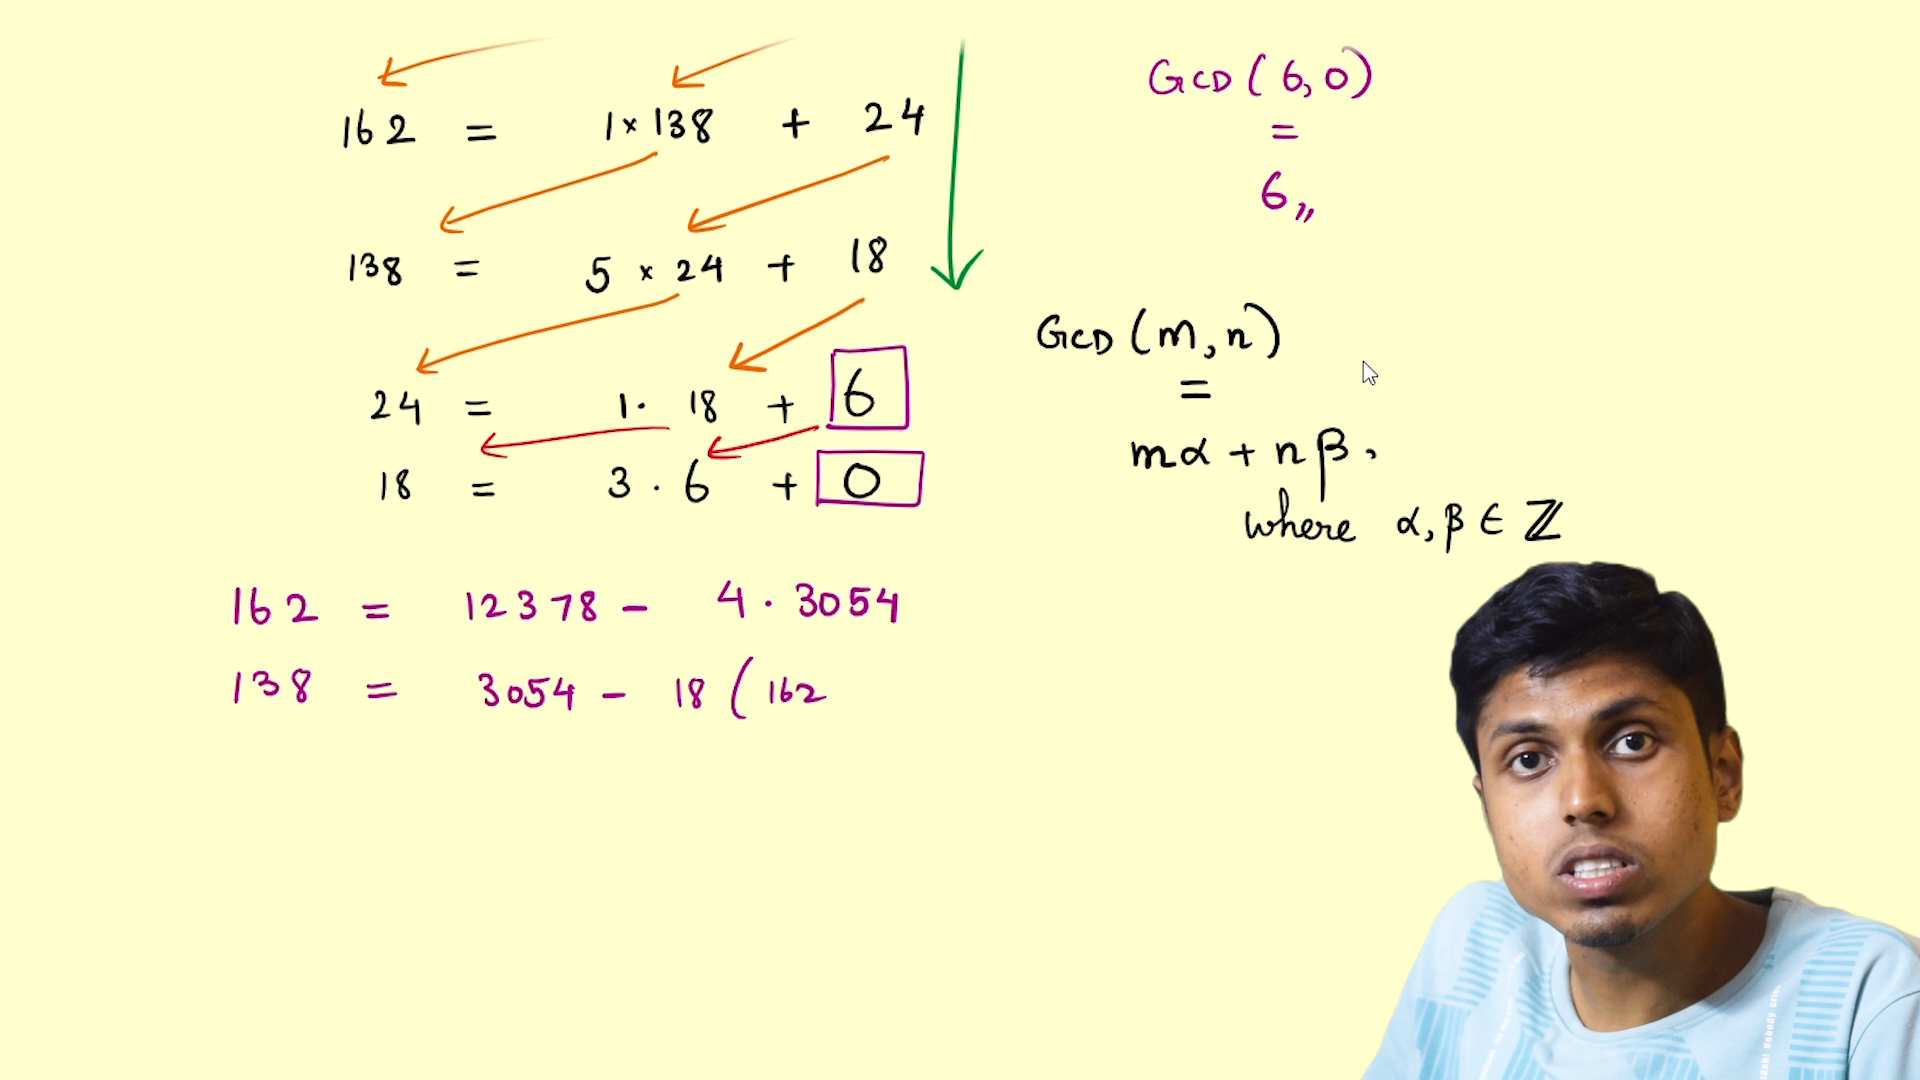 162 = 1 × 138 + 24
138 = 5 × 24 + 18
24 = 1 · 18 + 6
18 = 3 · 6 + 0
162 = 12378 - 4 · 3054
138 = 3054 - 18 ( 162
GCD ( 6, 0 )
=
6,,
GCD ( m, n )
=
mα + nβ,
where α, β ∈ ℤ